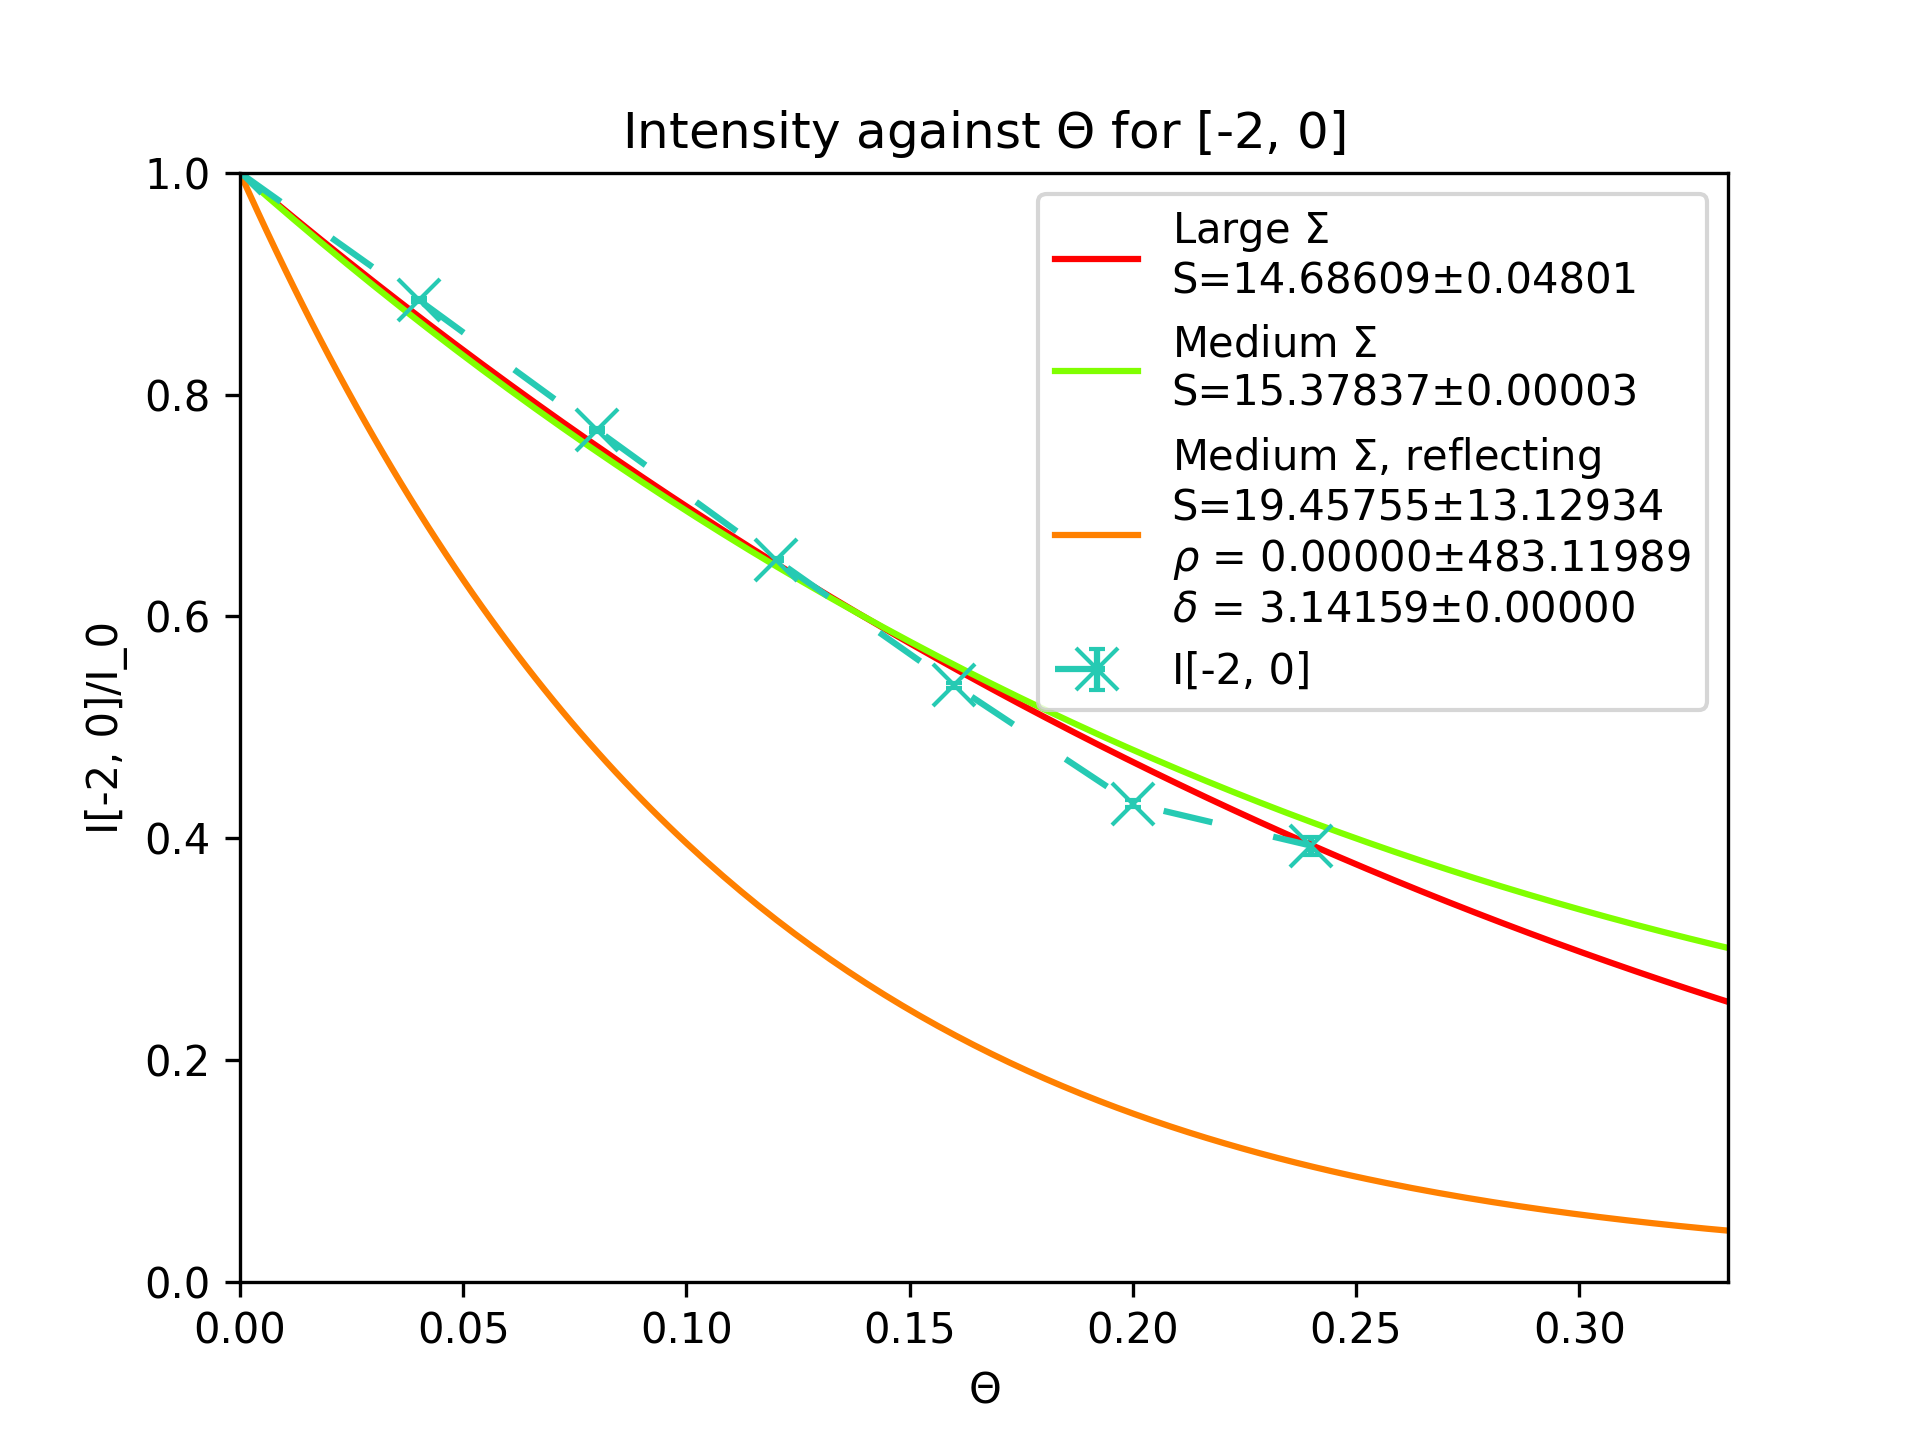 Intensity against Θ for [-2, 0]
1.0
0.8
0.6
0.4
0.2
0.0
I[-2, 0]/I_0
Large Σ
S=14.68609±0.04801
Medium Σ
S=15.37837±0.00003
Medium Σ, reflecting
S=19.45755±13.12934
ρ = 0.00000±483.11989
δ = 3.14159±0.00000
I[-2, 0]
0.00 0.05 0.10 0.15 0.20 0.25 0.30
Θ